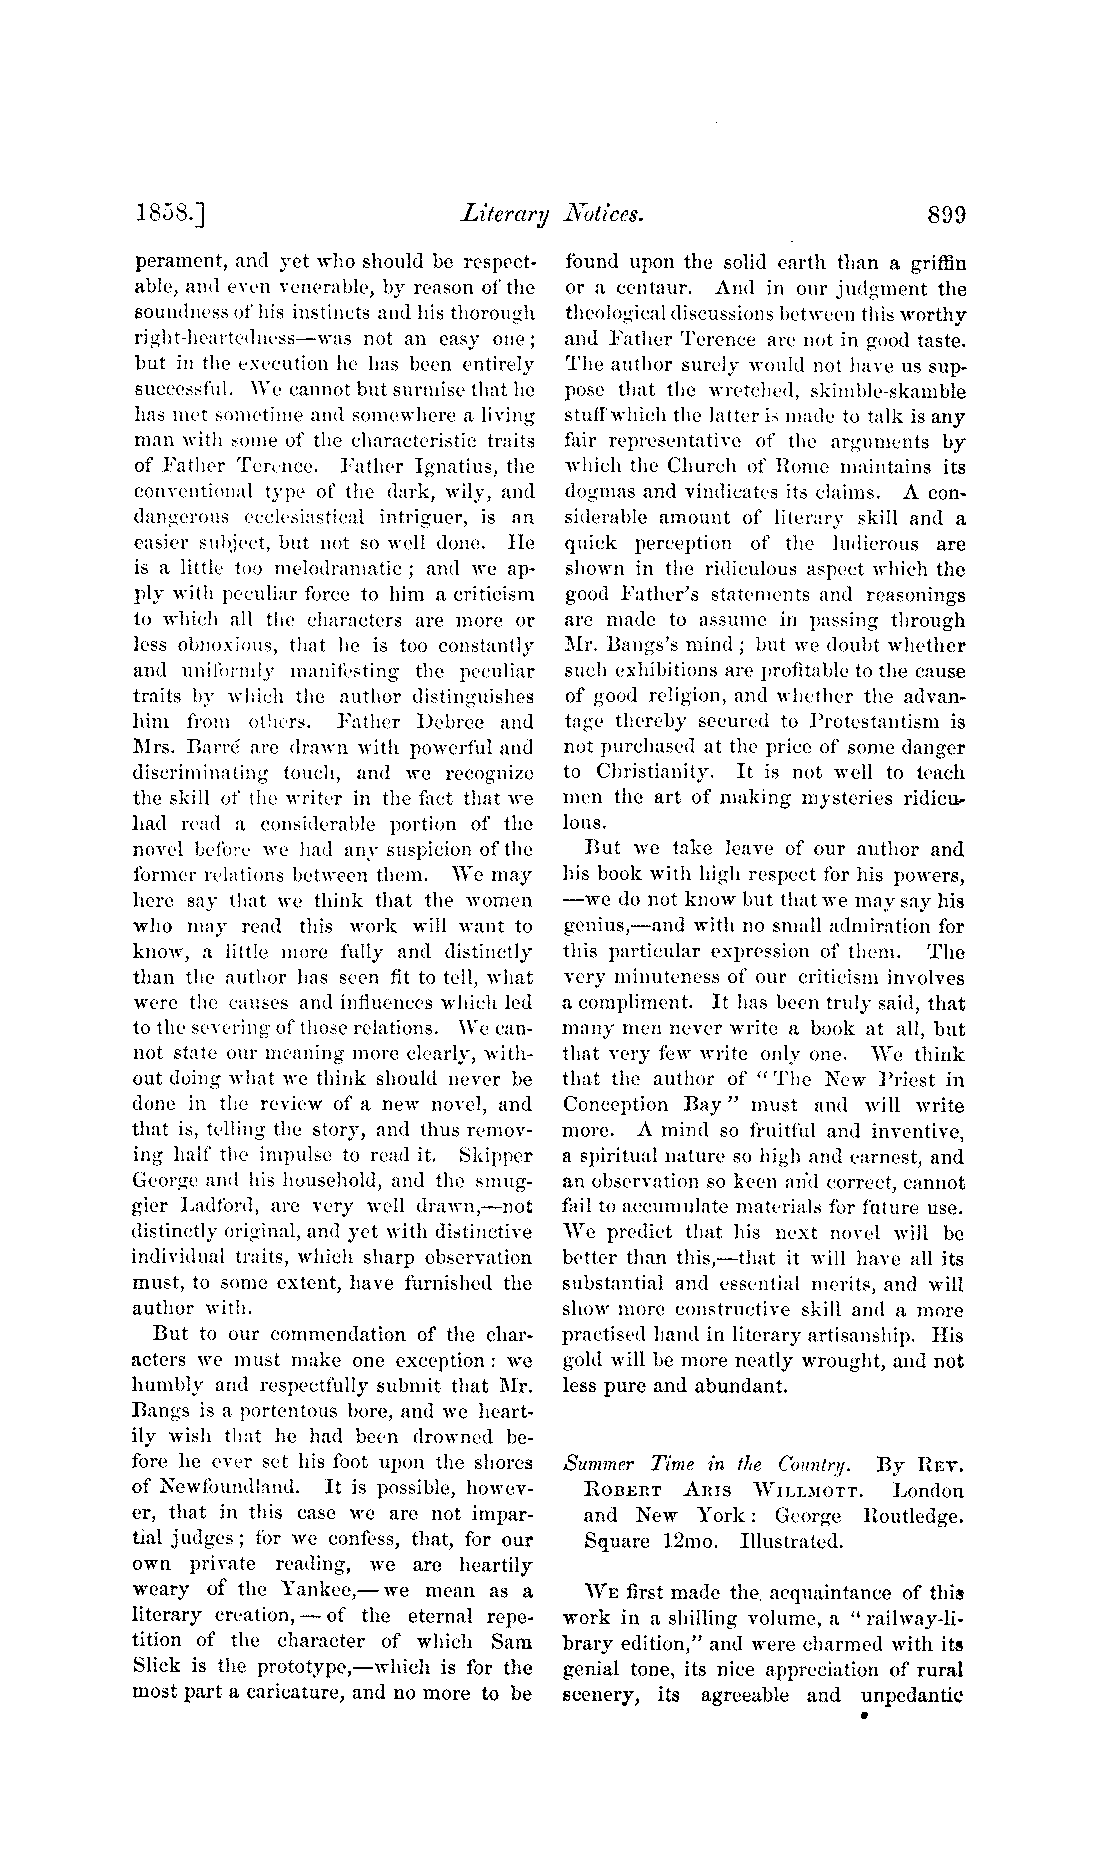 1858.] Literary Notices. 899
perament, and yet who should be respect-
able, and even venerable, by reason of the
soundness of his instincts and his thorough
right-heartedness—was not an easy one;
but in the execution he has been entirely
successful. We cannot but surmise that he
has met sometime and somewhere a living
man with some of the characteristic traits
of Father Terence. Father Ignatius, the
conventional type of the dark, wily, and
dangerous ecclesiastical intriguer, is an
easier subject, but not so well done. He
is a little too melodramatic; and we ap-
ply with peculiar force to him a criticism
to which all the characters are more or
less obnoxious, that he is too constantly
and uniformly manifesting the peculiar
traits by which the author distinguishes
him from others. Father Debree and
Mrs. Barré are drawn with powerful and
discriminating touch, and we recognize
the skill of the writer in the fact that we
had read a considerable portion of the
novel before we had any suspicion of the
former relations between them. We may
here say that we think that the women
who may read this work will want to
know, a little more fully and distinctly
than the author has seen fit to tell, what
were the causes and influences which led
to the severing of those relations. We can-
not state our meaning more clearly, with-
out doing what we think should never be
done in the review of a new novel, and
that is, telling the story, and thus remov-
ing half the impulse to read it. Skipper
George and his household, and the smug-
gler Ladford, are very well drawn,—not
distinctly original, and yet with distinctive
individual traits, which sharp observation
must, to some extent, have furnished the
author with.
But to our commendation of the char-
acters we must make one exception: we
humbly and respectfully submit that Mr.
Bangs is a portentous bore, and we heart-
ily wish that he had been drowned be-
fore he ever set his foot upon the shores
of Newfoundland. It is possible, howev-
er, that in this case we are not impar-
tial judges; for we confess, that, for our
own private reading, we are heartily
weary of the Yankee,—we mean as a
literary creation,—of the eternal repe-
tition of the character of which Sam
Slick is the prototype,—which is for the
most part a caricature, and no more to be
found upon the solid earth than a griffin
or a centaur. And in our judgment the
theological discussions between this worthy
and Father Terence are not in good taste.
The author surely would not have us sup-
pose that the wretched, skimble-skamble
stuff which the latter is made to talk is any
fair representative of the arguments by
which the Church of Rome maintains its
dogmas and vindicates its claims. A con-
siderable amount of literary skill and a
quick perception of the ludicrous are
shown in the ridiculous aspect which the
good Father's statements and reasonings
are made to assume in passing through
Mr. Bangs's mind; but we doubt whether
such exhibitions are profitable to the cause
of good religion, and whether the advan-
tage thereby secured to Protestantism is
not purchased at the price of some danger
to Christianity. It is not well to teach
men the art of making mysteries ridicu-
lous.
But we take leave of our author and
his book with high respect for his powers,
—we do not know but that we may say his
genius,—and with no small admiration for
this particular expression of them. The
very minuteness of our criticism involves
a compliment. It has been truly said, that
many men never write a book at all, but
that very few write only one. We think
that the author of "The New Priest in
Conception Bay" must and will write
more. A mind so fruitful and inventive,
a spiritual nature so high and earnest, and
an observation so keen and correct, cannot
fail to accumulate materials for future use.
We predict that his next novel will be
better than this,—that it will have all its
substantial and essential merits, and will
show more constructive skill and a more
practised hand in literary artisanship. His
gold will be more neatly wrought, and not
less pure and abundant.
Summer Time in the Country. By REV.
ROBERT ARIS WILLMOTT. London
and New York: George Routledge.
Square 12mo. Illustrated.
WE first made the acquaintance of this
work in a shilling volume, a "railway-li-
brary edition," and were charmed with its
genial tone, its nice appreciation of rural
scenery, its agreeable and unpedantic